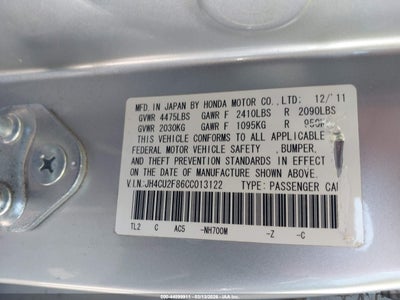 MFD. IN JAPAN BY HONDA MOTOR CO.,LTD: 12/'11
GVWR 4475LBS GAWR F 2410LBS R 2090LBS
GVWR 2030KG GAWR F 1095KG R
THIS VEHICLE CONFORMS TO ALL APPLICABLE
FEDERAL MOTOR VEHICLE SAFETY , BUMPER,
AND THEFT PREVENTION STANDARDS IN EFFECT
ON THE DATE OF MANUFACTURE SHOWN ABOVE.
V.I.N.:JH4CU2F86CC013122 TYPE: PASSENGER CAR
TL2 C AC5 -NH700M -Z -C